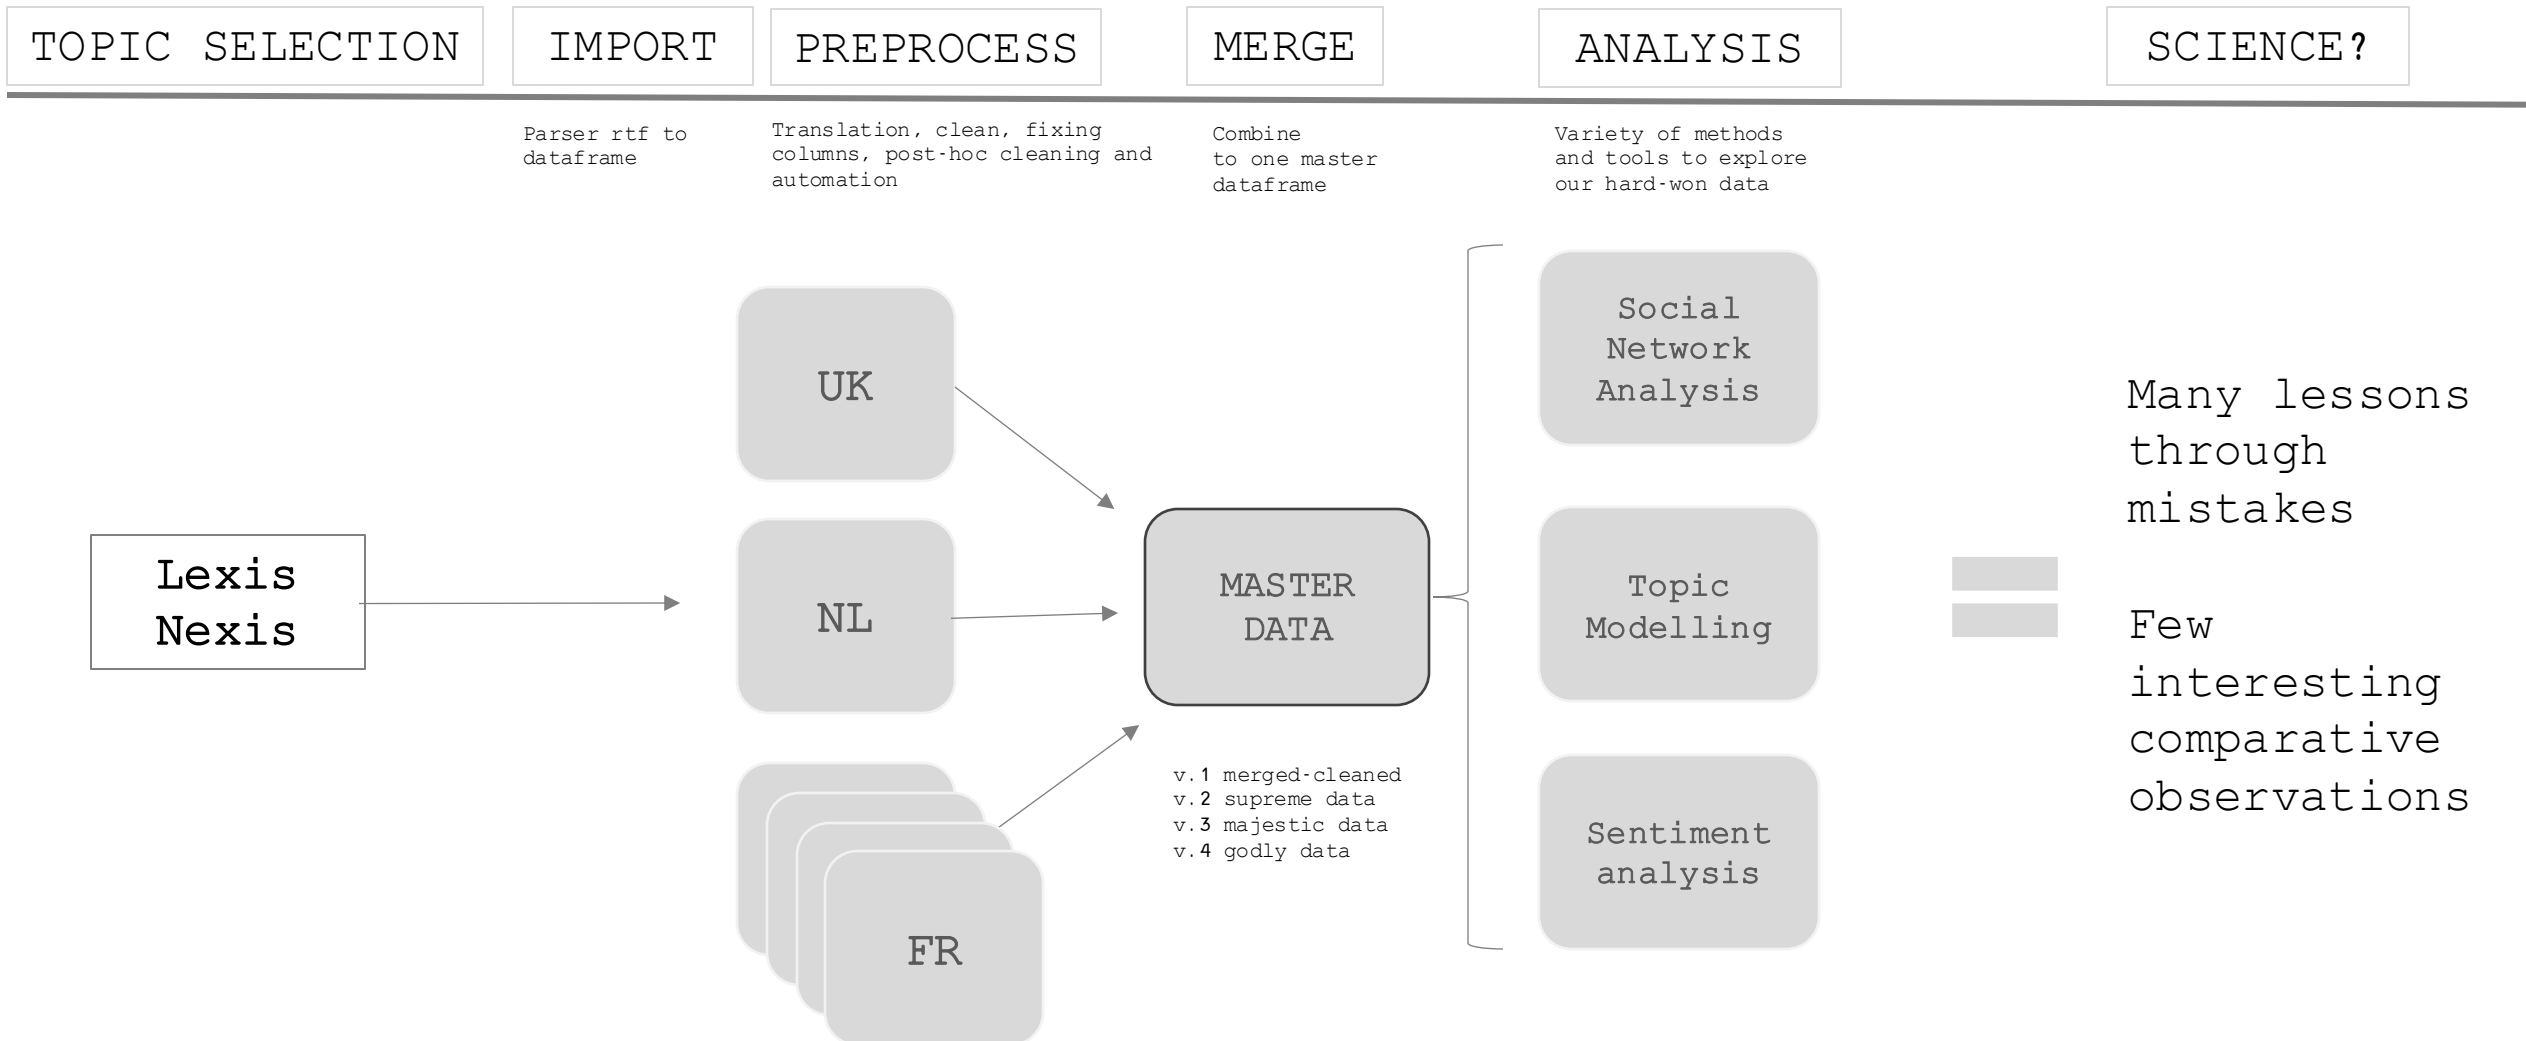 TOPIC SELECTION
IMPORT
PREPROCESS
MERGE
ANALYSIS
SCIENCE?
Parser rtf to
dataframe
Translation, clean, fixing
columns, post-hoc cleaning and
automation
Combine
to one master
dataframe
Variety of methods
and tools to explore
our hard-won data
Lexis
Nexis
UK
NL
FR
MASTER
DATA
v.1 merged-cleaned
v.2 supreme data
v.3 majestic data
v.4 godly data
Social
Network
Analysis
Topic
Modelling
Sentiment
analysis
Many lessons
through
mistakes
Few
interesting
comparative
observations